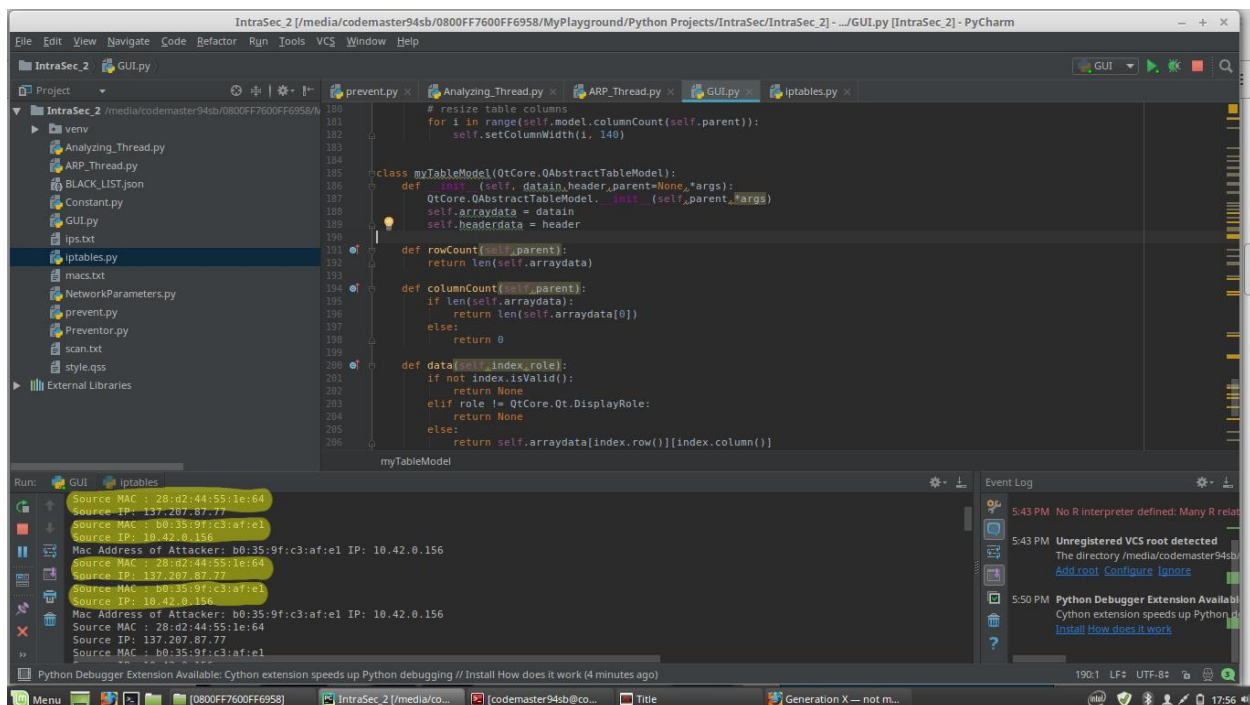 IntraSec_2 [/media/codemaster94sb/0800FF7600FF6958/MyPlayground/Python Projects/IntraSec/IntraSec_2] - .../GUI.py [IntraSec_2] - PyCharm
File Edit View Navigate Code Refactor Run Tools VCS Window Help
IntraSec_2 GUI.py
GUI
Project
prevent.py Analyzing_Thread.py ARP_Thread.py GUI.py iptables.py
IntraSec_2 /media/codemaster94sb/0800FF7600FF6958/M
venv
Analyzing_Thread.py
ARP_Thread.py
BLACK_LIST.json
Constant.py
GUI.py
ips.txt
iptables.py
macs.txt
NetworkParameters.py
prevent.py
Preventor.py
scan.txt
style.qss
External Libraries
180 # resize table columns
181 for i in range(self.model.columnCount(self.parent)):
182 self.setColumnWidth(i, 140)
183
184
185 class myTableModel(QtCore.QAbstractTableModel):
186 def __init__(self, datain,header,parent=None,*args):
187 QtCore.QAbstractTableModel.__init__(self,parent,*args)
188 self.arraydata = datain
189 self.headerdata = header
190
191 def rowCount(self,parent):
192 return len(self.arraydata)
193
194 def columnCount(self,parent):
195 if len(self.arraydata):
196 return len(self.arraydata[0])
197 else:
198 return 0
199
200 def data(self,index,role):
201 if not index.isValid():
202 return None
203 elif role != QtCore.Qt.DisplayRole:
204 return None
205 else:
206 return self.arraydata[index.row()][index.column()]
myTableModel
Run: GUI iptables
Source MAC : 28:d2:44:55:1e:64
Source IP: 137.207.87.77
Source MAC : b0:35:9f:c3:af:e1
Source IP: 10.42.0.156
Mac Address of Attacker: b0:35:9f:c3:af:e1 IP: 10.42.0.156
Source MAC : 28:d2:44:55:1e:64
Source IP: 137.207.87.77
Source MAC : b0:35:9f:c3:af:e1
Source IP: 10.42.0.156
Mac Address of Attacker: b0:35:9f:c3:af:e1 IP: 10.42.0.156
Source MAC : 28:d2:44:55:1e:64
Source IP: 137.207.87.77
Source MAC : b0:35:9f:c3:af:e1
Event Log
5:43 PM No R interpreter defined: Many R relat
5:43 PM Unregistered VCS root detected
The directory /media/codemaster94sb/
Add root Configure Ignore
5:50 PM Python Debugger Extension Availabl
Cython extension speeds up Python d
Install How does it work
Python Debugger Extension Available: Cython extension speeds up Python debugging // Install How does it work (4 minutes ago)
190:1 LF÷ UTF-8÷ 3
Menu [0800FF7600FF6958] IntraSec_2 [/media/co... [codemaster94sb@co... Title Generation X — not m... intel 17:56